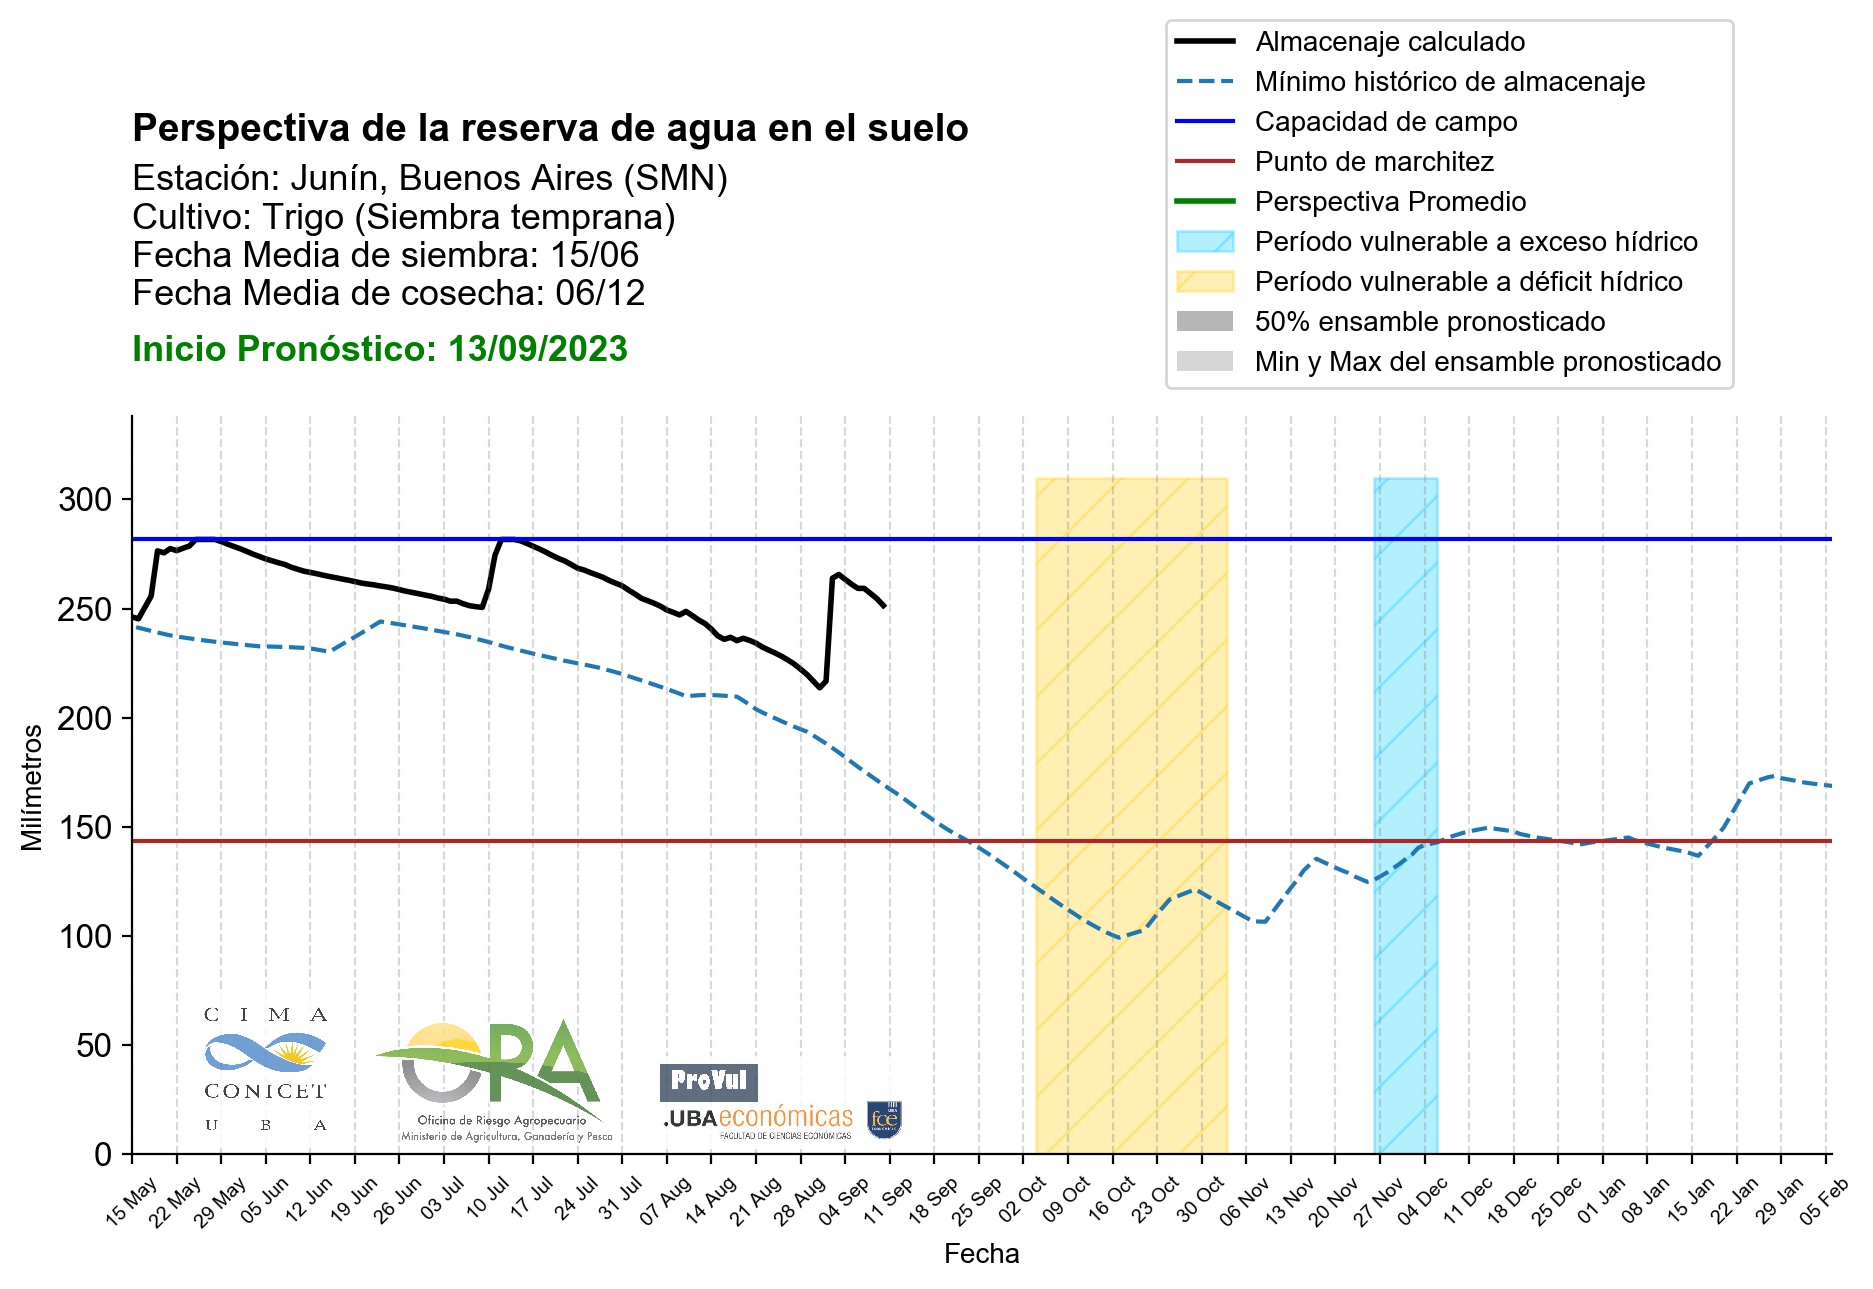 Almacenaje calculado
Mínimo histórico de almacenaje
Capacidad de campo
Punto de marchitez
Perspectiva Promedio
Período vulnerable a exceso hídrico
Período vulnerable a déficit hídrico
50% ensamble pronosticado
Min y Max del ensamble pronosticado
Perspectiva de la reserva de agua en el suelo
Estación: Junín, Buenos Aires (SMN)
Cultivo: Trigo (Siembra temprana)
Fecha Media de siembra: 15/06
Fecha Media de cosecha: 06/12
Inicio Pronóstico: 13/09/2023
300
250
200
150
100
50
0
Milímetros
CIMA
CONICET
UBA
ORA
Oficina de Riesgo Agropecuario
Ministerio de Agricultura, Ganadería y Pesca
ProVul
.UBAeconómicas
FACULTAD DE CIENCIAS ECONÓMICAS
fce
15 May
22 May
29 May
05 Jun
12 Jun
19 Jun
26 Jun
03 Jul
10 Jul
17 Jul
24 Jul
31 Jul
07 Aug
14 Aug
21 Aug
28 Aug
04 Sep
11 Sep
18 Sep
25 Sep
02 Oct
09 Oct
16 Oct
23 Oct
30 Oct
06 Nov
13 Nov
20 Nov
27 Nov
04 Dec
11 Dec
18 Dec
25 Dec
01 Jan
08 Jan
15 Jan
22 Jan
29 Jan
05 Feb
Fecha